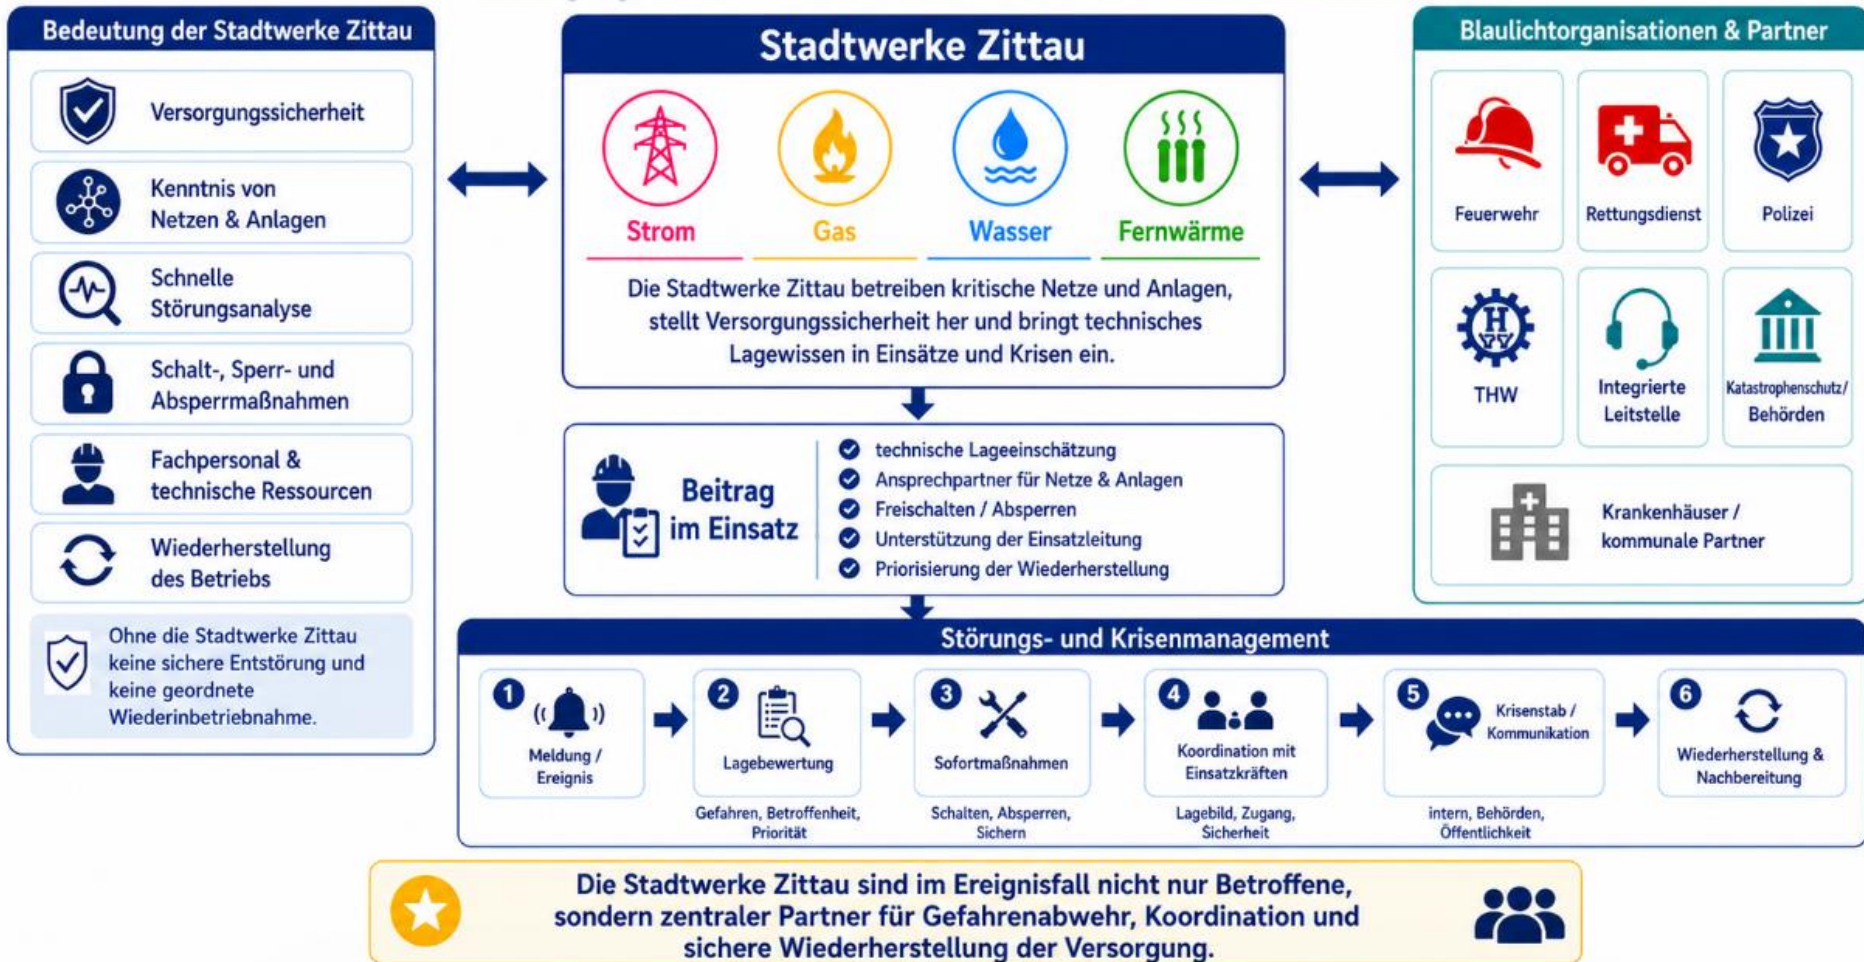 Bedeutung der Stadtwerke Zittau
Versorgungssicherheit
Kenntnis von
Netzen & Anlagen
Schnelle
Störungsanalyse
Schalt-, Sperr- und
Absperrmaßnahmen
Fachpersonal &
technische Ressourcen
Wiederherstellung
des Betriebs
Ohne die Stadtwerke Zittau
keine sichere Entstörung und
keine geordnete
Wiederinbetriebnahme.
Stadtwerke Zittau
Strom
Gas
Wasser
Fernwärme
Die Stadtwerke Zittau betreiben kritische Netze und Anlagen,
stellt Versorgungssicherheit her und bringt technisches
Lagewissen in Einsätze und Krisen ein.
Beitrag
im Einsatz
technische Lageeinschätzung
Ansprechpartner für Netze & Anlagen
Freischalten / Absperren
Unterstützung der Einsatzleitung
Priorisierung der Wiederherstellung
Blaulichtorganisationen & Partner
Feuerwehr
Rettungsdienst
Polizei
THW
Integrierte
Leitstelle
Katastrophenschutz/
Behörden
Krankenhäuser /
kommunale Partner
Störungs- und Krisenmanagement
1
Meldung /
Ereignis
2
Lagebewertung
Gefahren, Betroffenheit,
Priorität
3
Sofortmaßnahmen
Schalten, Absperren,
Sichern
4
Koordination mit
Einsatzkräften
Lagebild, Zugang,
Sicherheit
5
Krisenstab /
Kommunikation
intern, Behörden,
Öffentlichkeit
6
Wiederherstellung &
Nachbereitung
Die Stadtwerke Zittau sind im Ereignisfall nicht nur Betroffene,
sondern zentraler Partner für Gefahrenabwehr, Koordination und
sichere Wiederherstellung der Versorgung.